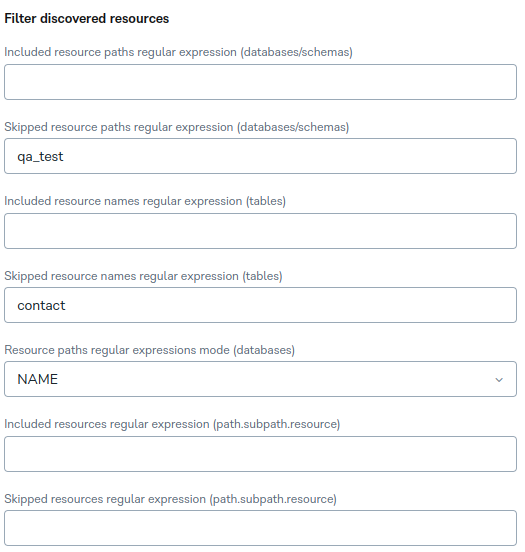 Filter discovered resources
Included resource paths regular expression (databases/schemas)
Skipped resource paths regular expression (databases/schemas)
qa_test
Included resource names regular expression (tables)
Skipped resource names regular expression (tables)
contact
Resource paths regular expressions mode (databases)
NAME
Included resources regular expression (path.subpath.resource)
Skipped resources regular expression (path.subpath.resource)